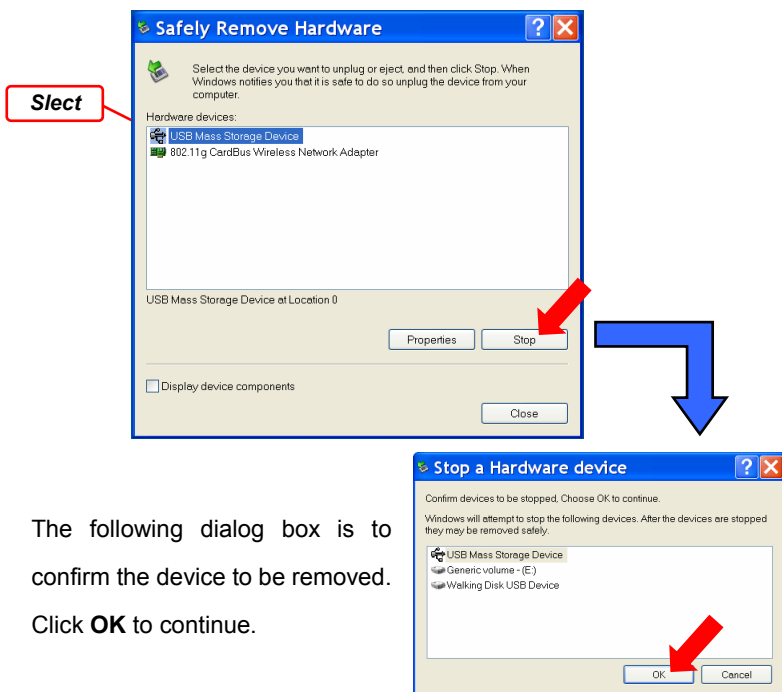 Safely Remove Hardware
Select the device you want to unplug or eject, and then click Stop. When
Windows notifies you that it is safe to do so unplug the device from your
computer.
Slect
Hardware devices:
USB Mass Storage Device
802.11g CardBus Wireless Network Adapter
USB Mass Storage Device at Location 0
Properties
Stop
Display device components
Close
Stop a Hardware device
Confirm devices to be stopped, Choose OK to continue.
Windows will attempt to stop the following devices. After the devices are stopped
they may be removed safely.
USB Mass Storage Device
Generic volume - (E:)
Walking Disk USB Device
OK
Cancel
The following dialog box is to
confirm the device to be removed.
Click OK to continue.